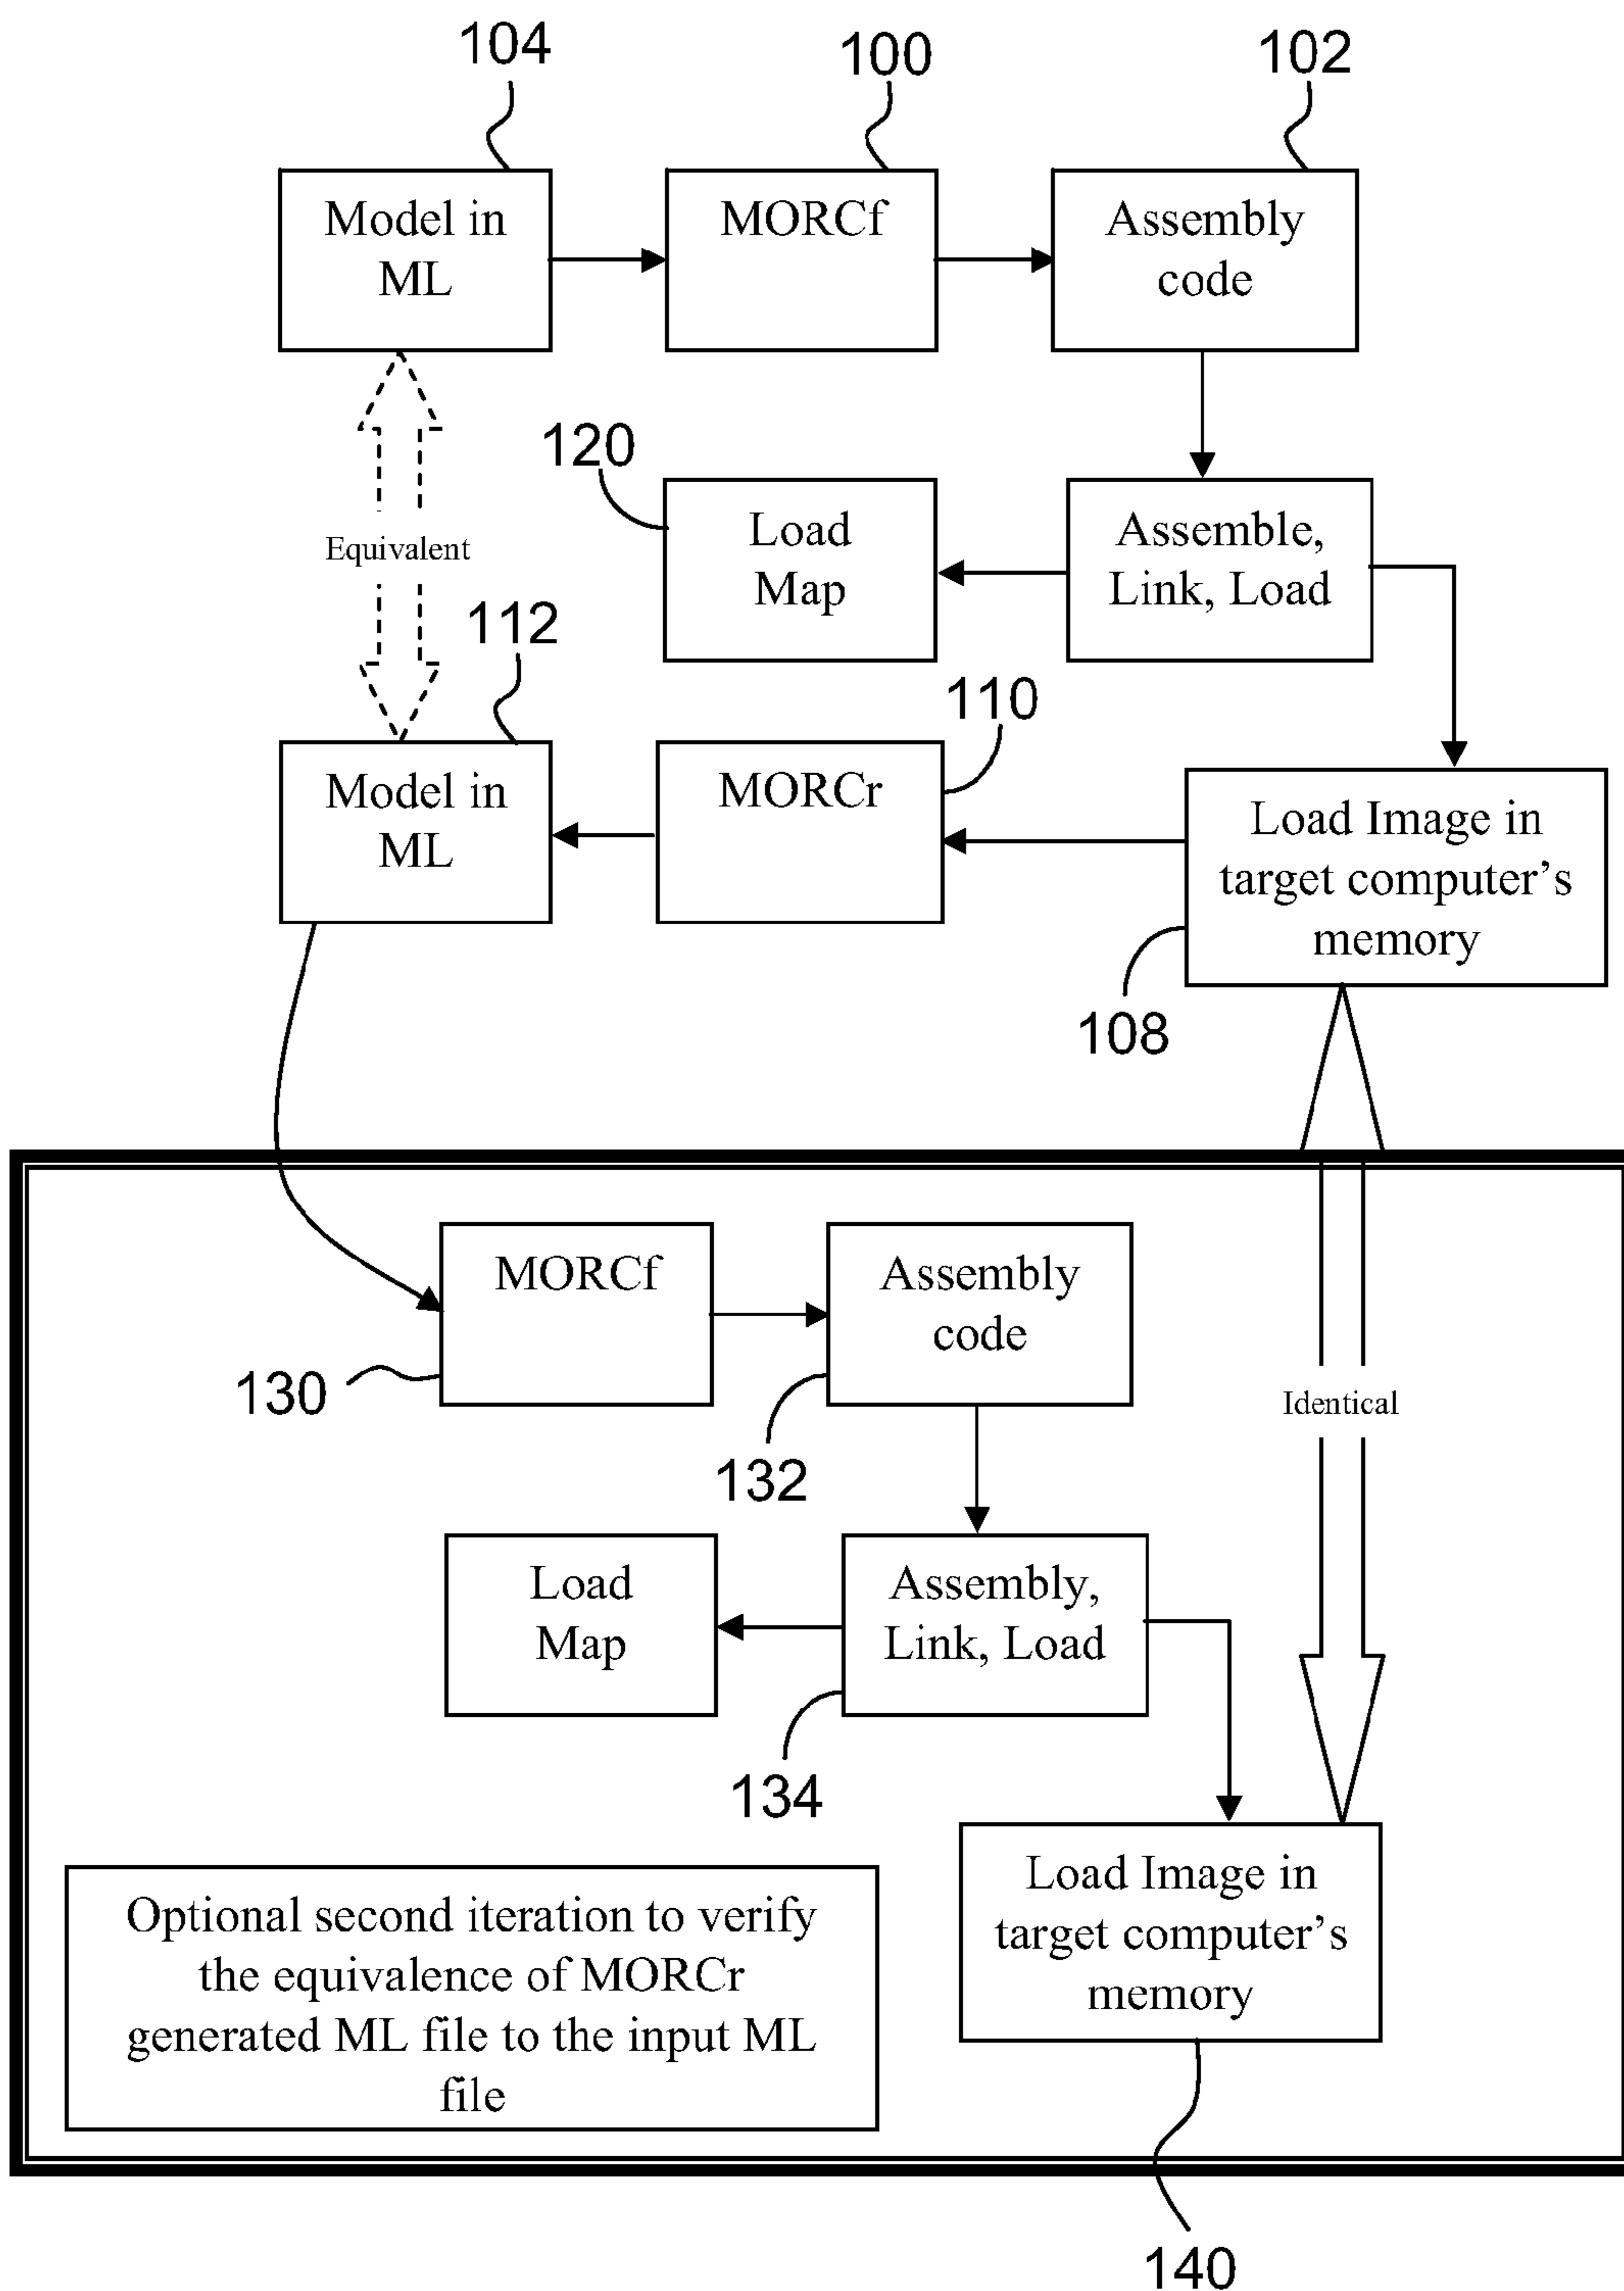 104
100
102
Model in
ML
MORCf
Assembly
code
120
Load
Map
Assemble,
Link, Load
Equivalent
112
110
Model in
ML
MORCr
Load Image in
target computer’s
memory
108
MORCf
Assembly
code
130
132
Identical
Load
Map
Assembly,
Link, Load
134
Load Image in
target computer’s
memory
Optional second iteration to verify
the equivalence of MORCr
generated ML file to the input ML
file
140